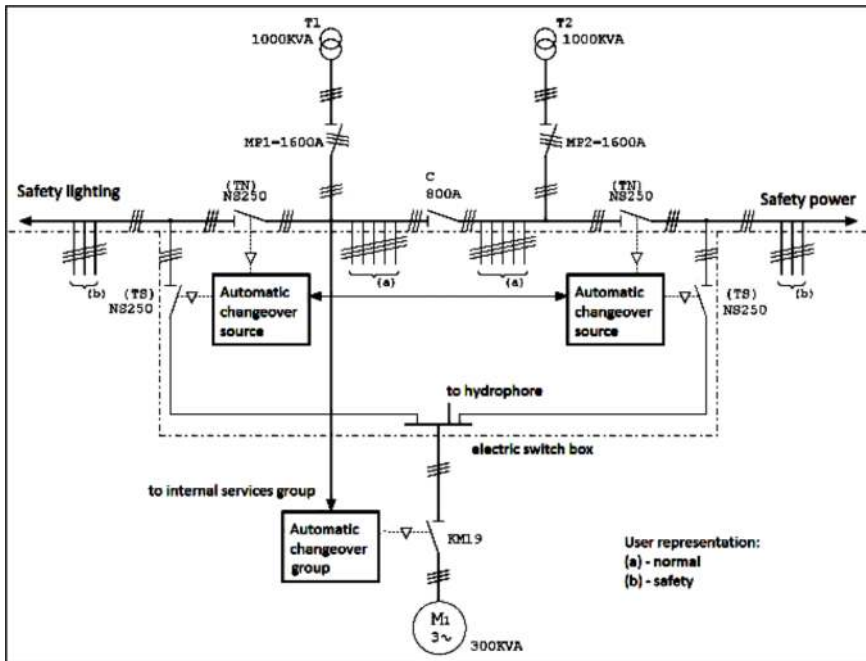 T1
1000KVA
T2
1000KVA
MP1-1600A
MP2-1600A
C
800A
Safety lighting
(TN)
NS250
(TN)
NS250
Safety power
(a)
(a)
(b)
(TS)
NS250
Automatic
changeover
source
Automatic
changeover
source
(TS)
NS250
(b)
to hydrophore
electric switch box
to internal services group
Automatic
changeover
group
KM19
User representation:
(a) - normal
(b) - safety
M1
3~
300KVA